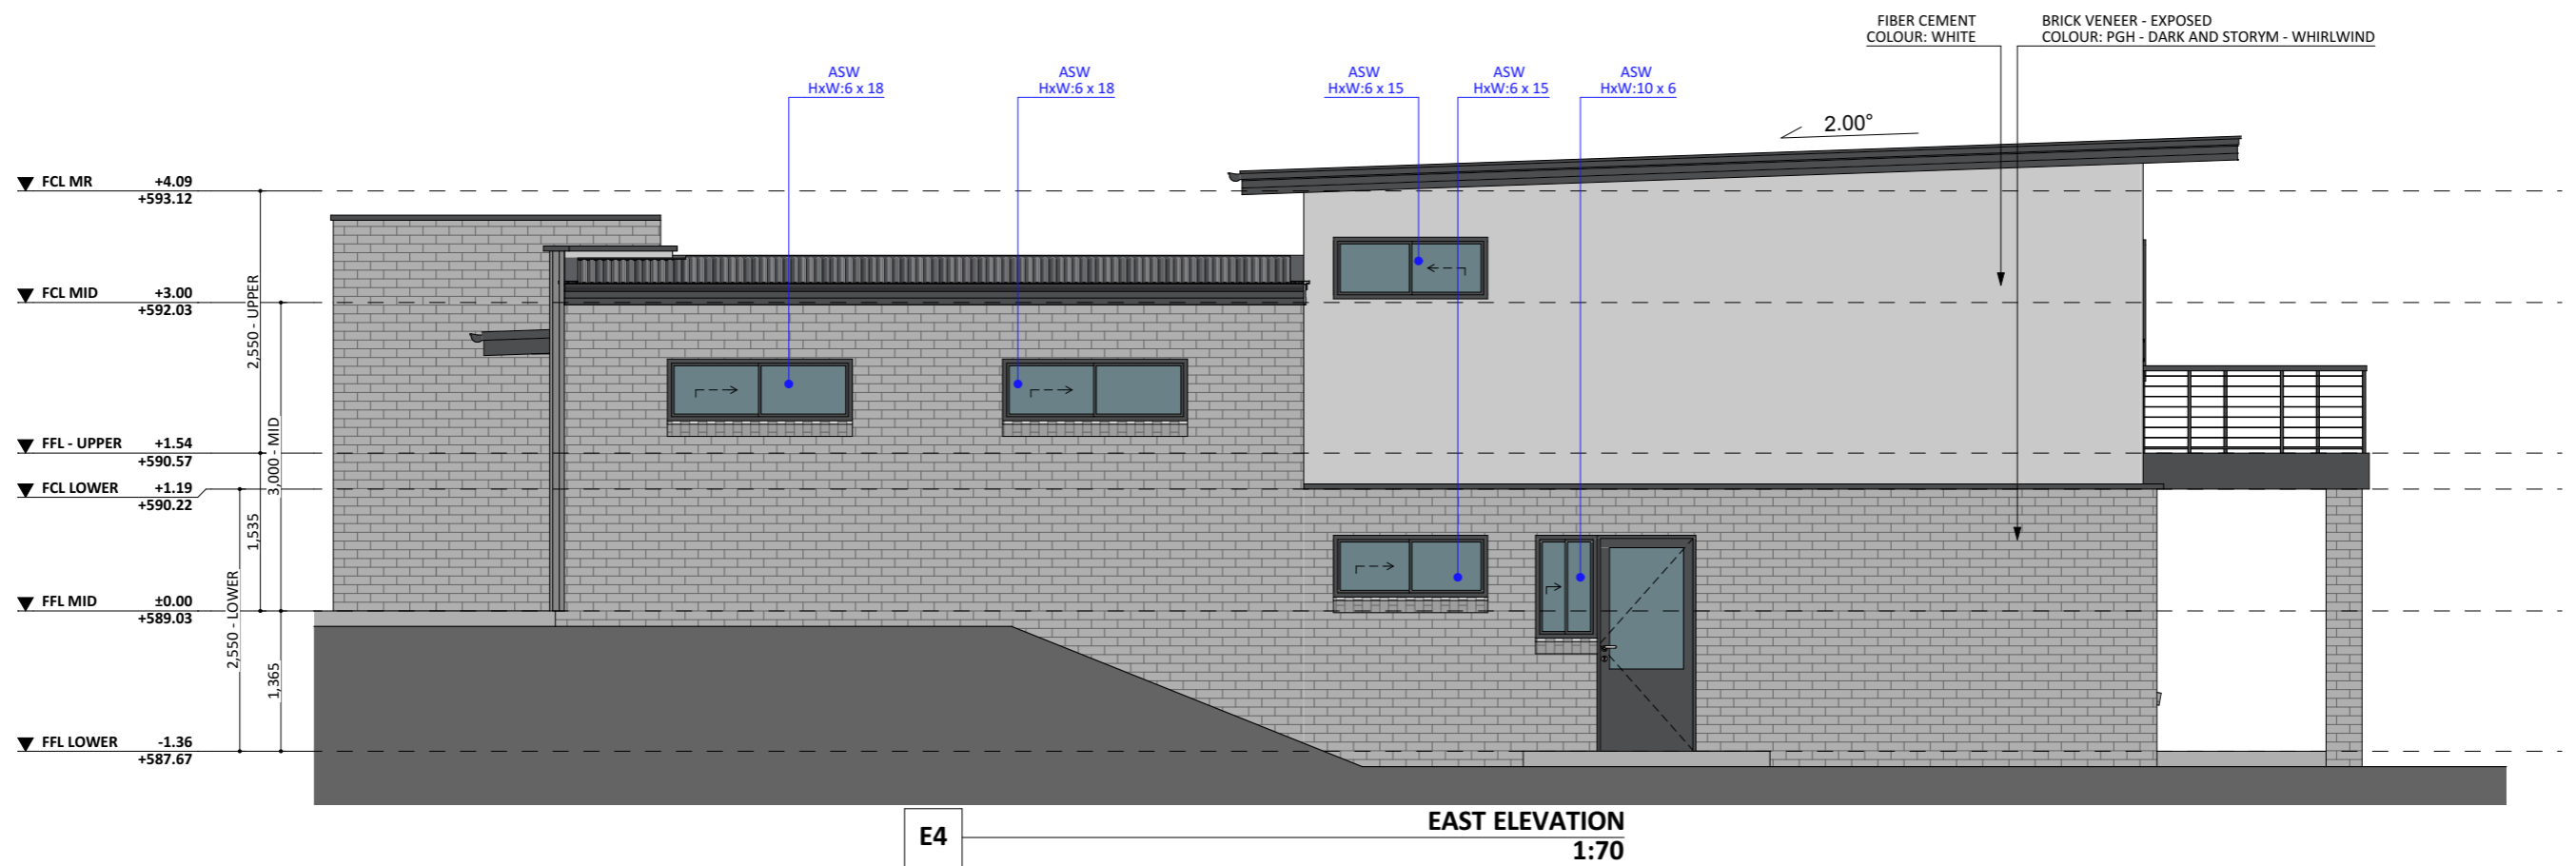 FIBER CEMENT
COLOUR: WHITE
BRICK VENEER - EXPOSED
COLOUR: PGH - DARK AND STORYM - WHIRLWIND
ASW
HxW:6 x 18
ASW
HxW:6 x 18
ASW
HxW:6 x 15
ASW
HxW:6 x 15
ASW
HxW:10 x 6
2.00°
FCL MR +4.09
+593.12
FCL MID +3.00
+592.03
FFL - UPPER +1.54
+590.57
FCL LOWER +1.19
+590.22
FFL MID ±0.00
+589.03
FFL LOWER -1.36
+587.67
2,550 - UPPER
3,000 - MID
1,535
2,550 - LOWER
1,365
E4
EAST ELEVATION
1:70